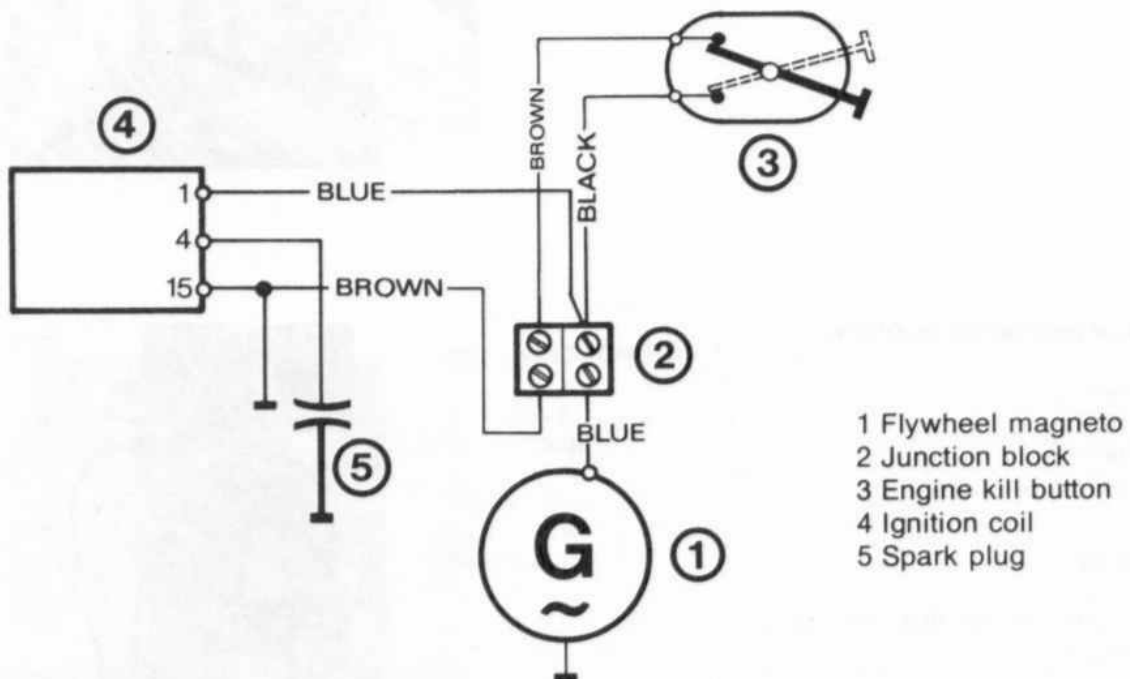 4
1
BLUE
4
15
BROWN
BROWN
BLACK
3
2
BLUE
5
G
~
1
1 Flywheel magneto
2 Junction block
3 Engine kill button
4 Ignition coil
5 Spark plug